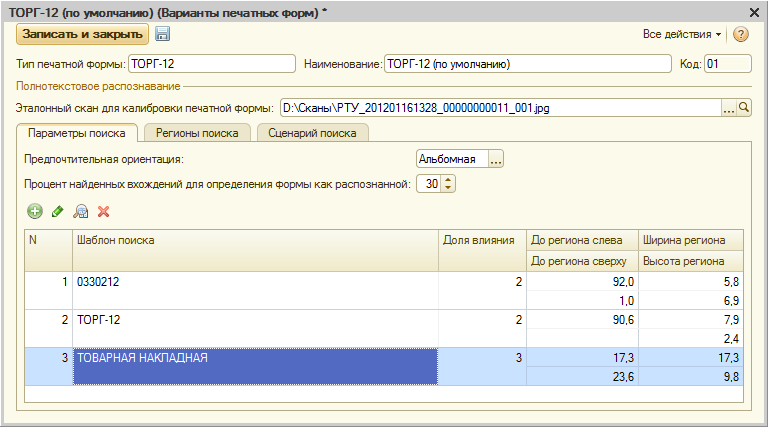 ТОРГ-12 (по умолчанию) (Варианты печатных форм) *
Записать и закрыть Все действия
Тип печатной формы: ТОРГ-12 Наименование: ТОРГ-12 (по умолчанию) Код: 01
Полнотекстовое распознавание
Эталонный скан для калибровки печатной формы: D:\Сканы\РТУ_201201161328_00000000011_001.jpg ...
Параметры поиска Регионы поиска Сценарий поиска
Предпочтительная ориентация: Альбомная ...
Процент найденных вхождений для определения формы как распознанной: 30
N Шаблон поиска Доля влияния До региона слева Ширина региона
До региона сверху Высота региона
1 0330212 2 92,0 5,8
1,0 6,9
2 ТОРГ-12 2 90,6 7,9
2,4
3 ТОВАРНАЯ НАКЛАДНАЯ 3 17,3 17,3
23,6 9,8